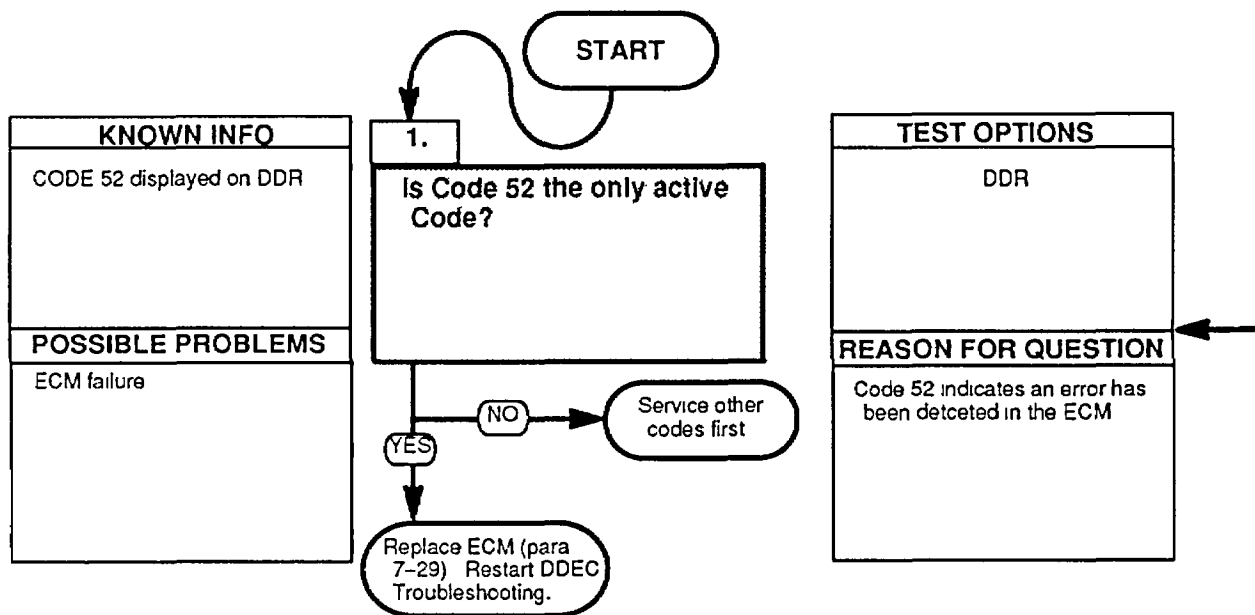 START
KNOWN INFO
CODE 52 displayed on DDR
POSSIBLE PROBLEMS
ECM failure
1.
Is Code 52 the only active
Code?
NO
Service other
codes first
YES
Replace ECM (para
7–29) Restart DDEC
Troubleshooting.
TEST OPTIONS
DDR
REASON FOR QUESTION
Code 52 indicates an error has
been detceted in the ECM